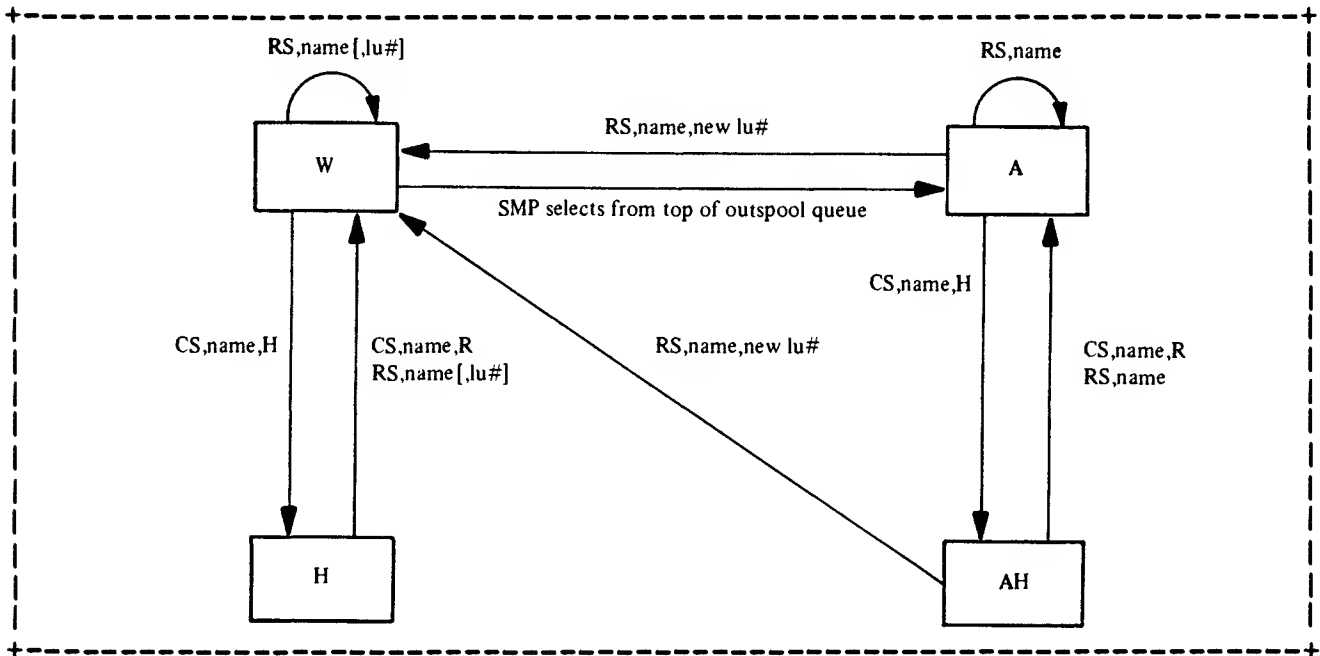 RS,name[,lu#]
RS,name
RS,name,new lu#
W
A
SMP selects from top of outspool queue
CS,name,H
CS,name,H
CS,name,R
RS,name[,lu#]
RS,name,new lu#
CS,name,R
RS,name
H
AH